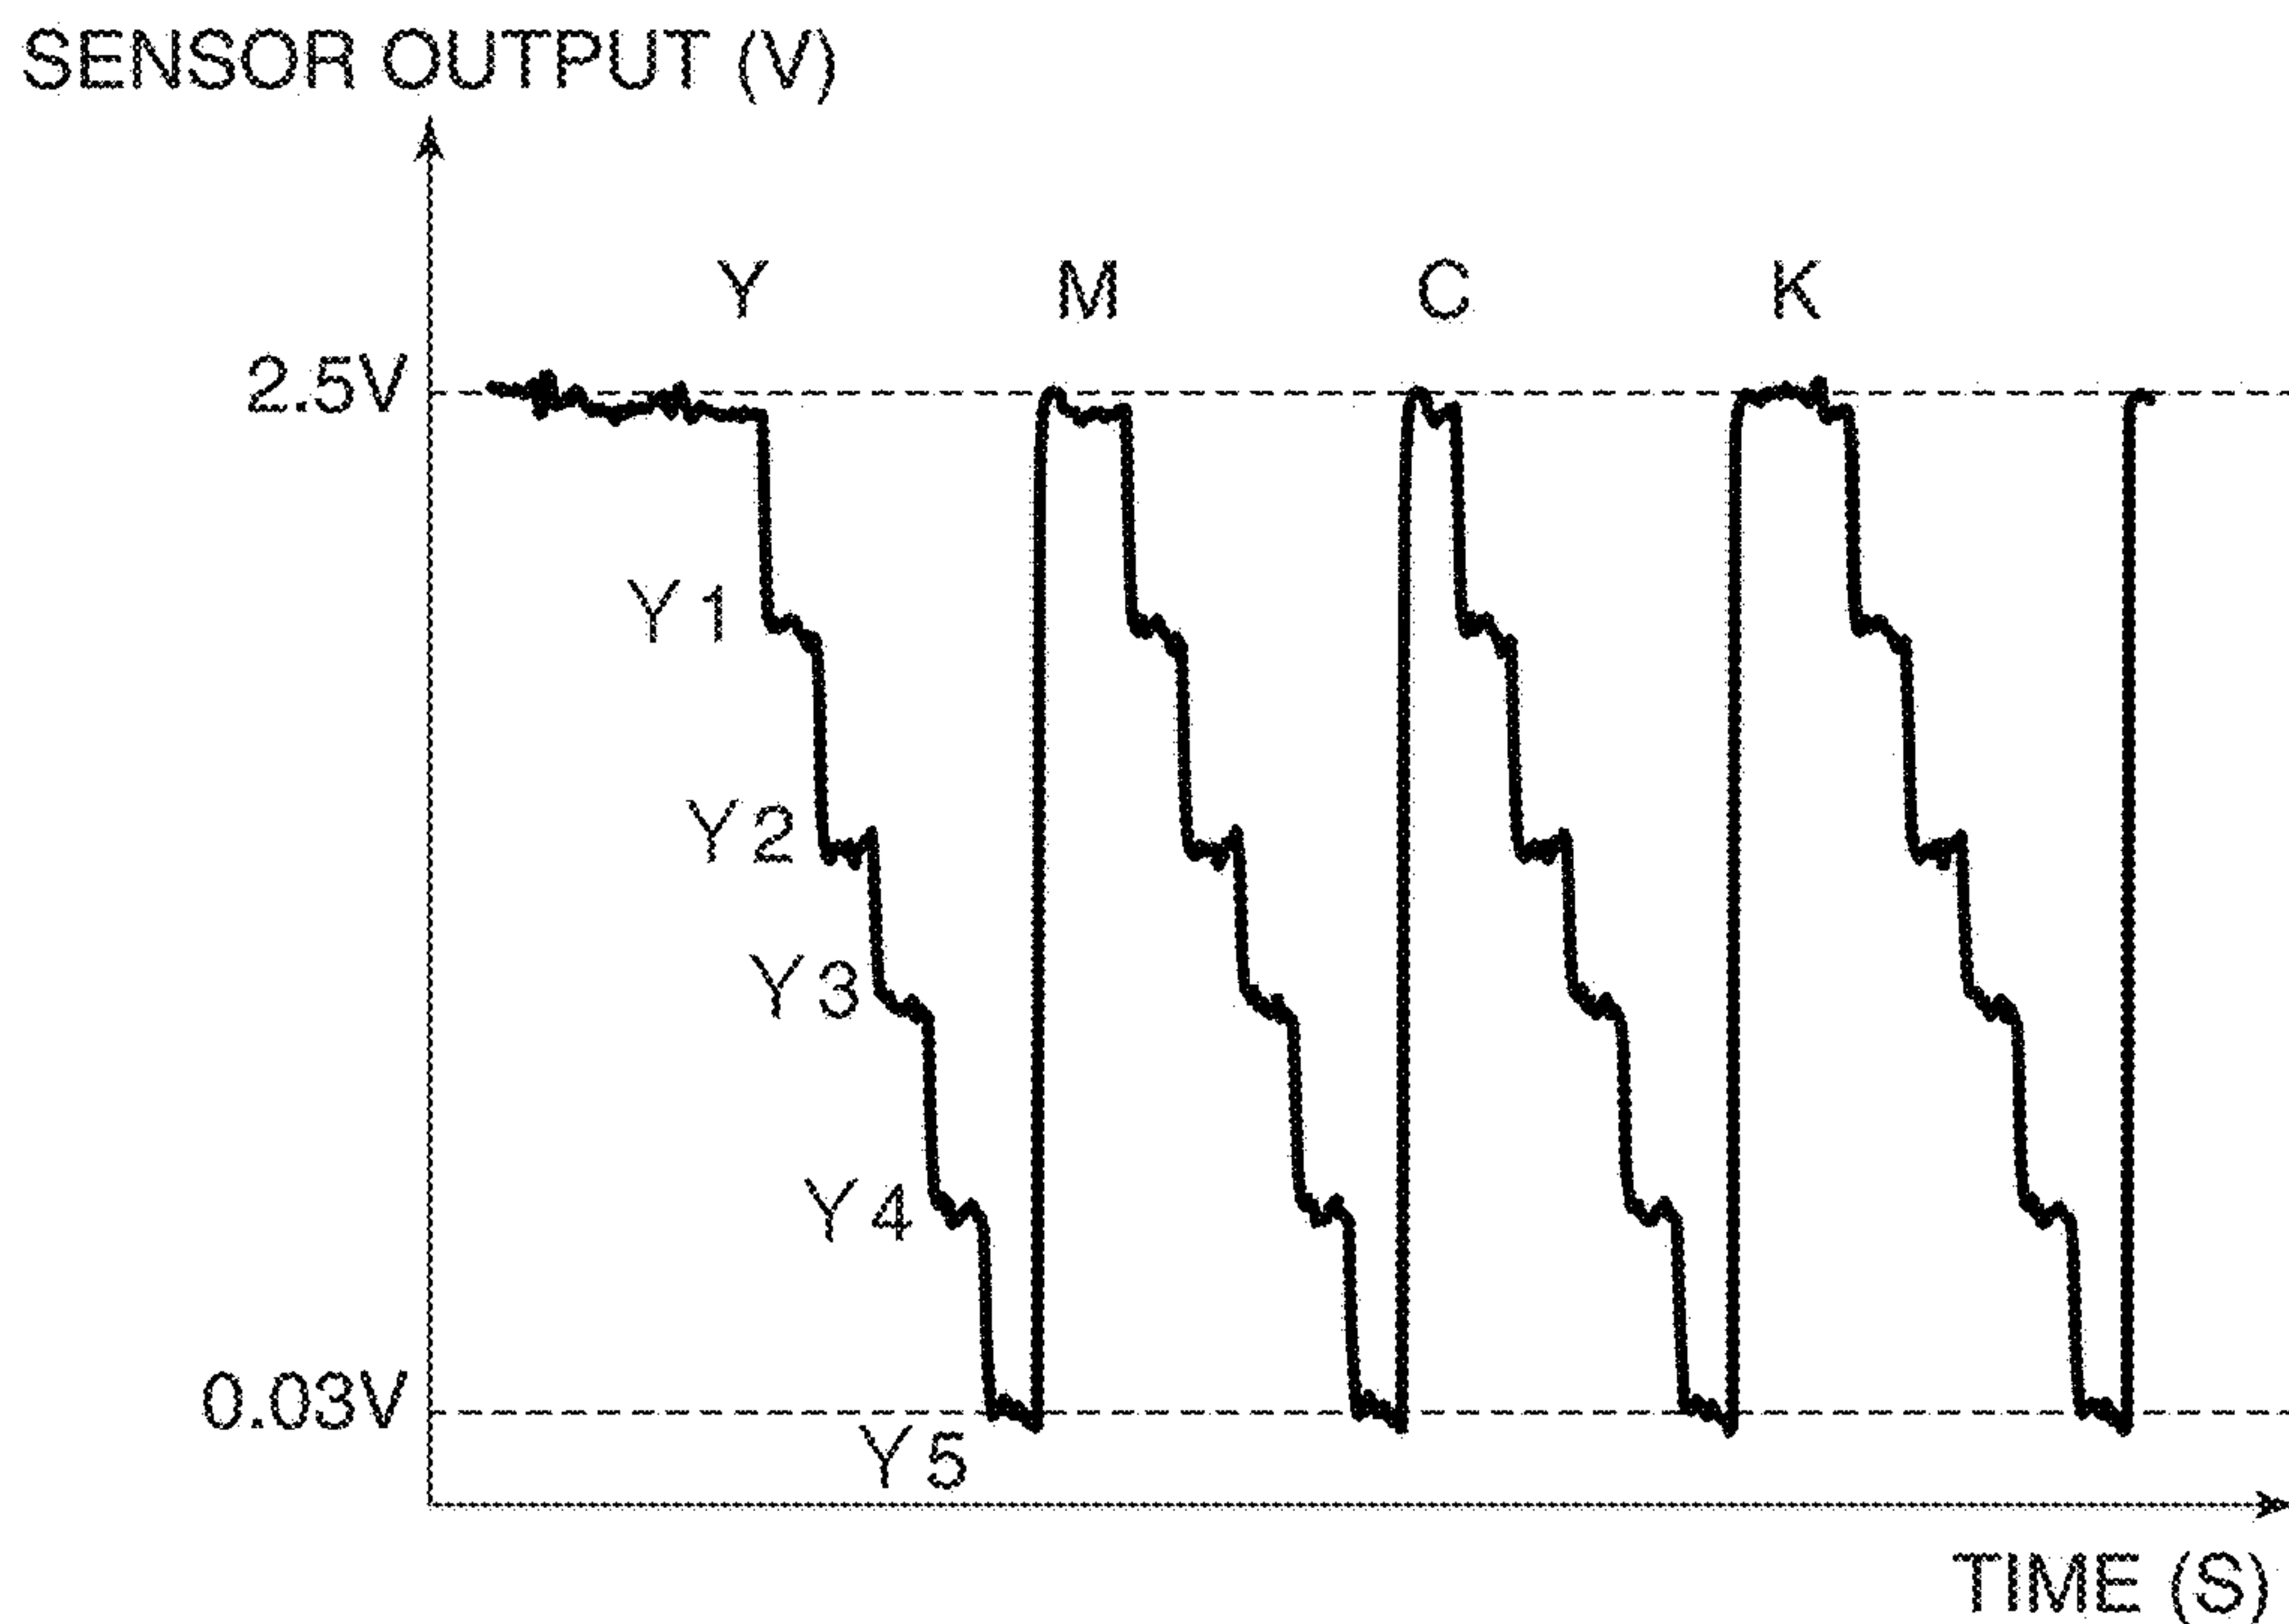 SENSOR OUTPUT (V)
Y M C K
2.5V
Y1
Y2
Y3
Y4
0.03V
Y5
TIME (S)